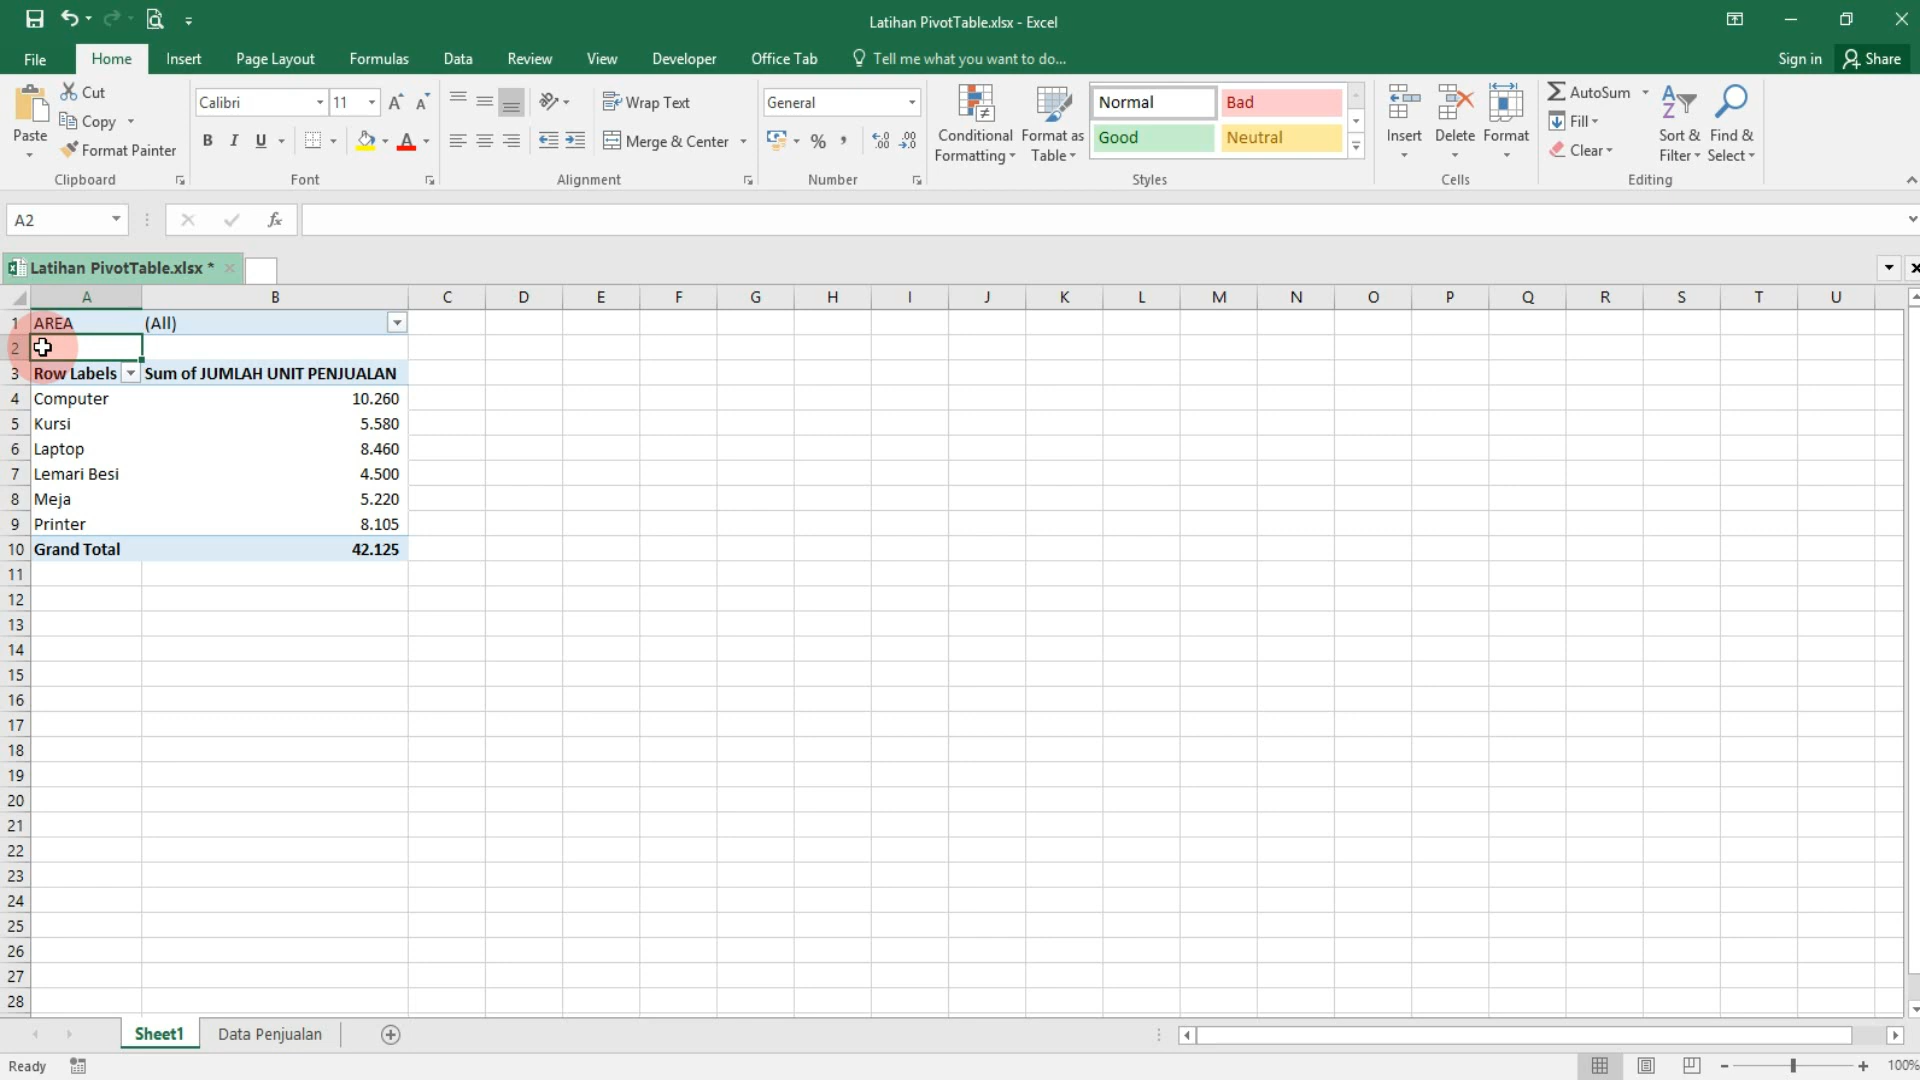 Latihan PivotTable.xlsx - Excel
File Home Insert Page Layout Formulas Data Review View Developer Office Tab Tell me what you want to do... Sign in Share
Paste
Cut
Copy
Format Painter
Clipboard
Calibri 11
B I U A
Font
Wrap Text
Merge & Center
Alignment
General
%
Number
Conditional Formatting
Format as Table
Normal Bad
Good Neutral
Styles
Insert Delete Format
Cells
AutoSum
Fill
Clear
Sort & Filter
Find & Select
Editing
A2 fx
Latihan PivotTable.xlsx *
A B C D E F G H I J K L M N O P Q R S T U
1 AREA (All)
2
3 Row Labels Sum of JUMLAH UNIT PENJUALAN
4 Computer 10.260
5 Kursi 5.580
6 Laptop 8.460
7 Lemari Besi 4.500
8 Meja 5.220
9 Printer 8.105
10 Grand Total 42.125
11
12
13
14
15
16
17
18
19
20
21
22
23
24
25
26
27
28
Sheet1 Data Penjualan
Ready 100%